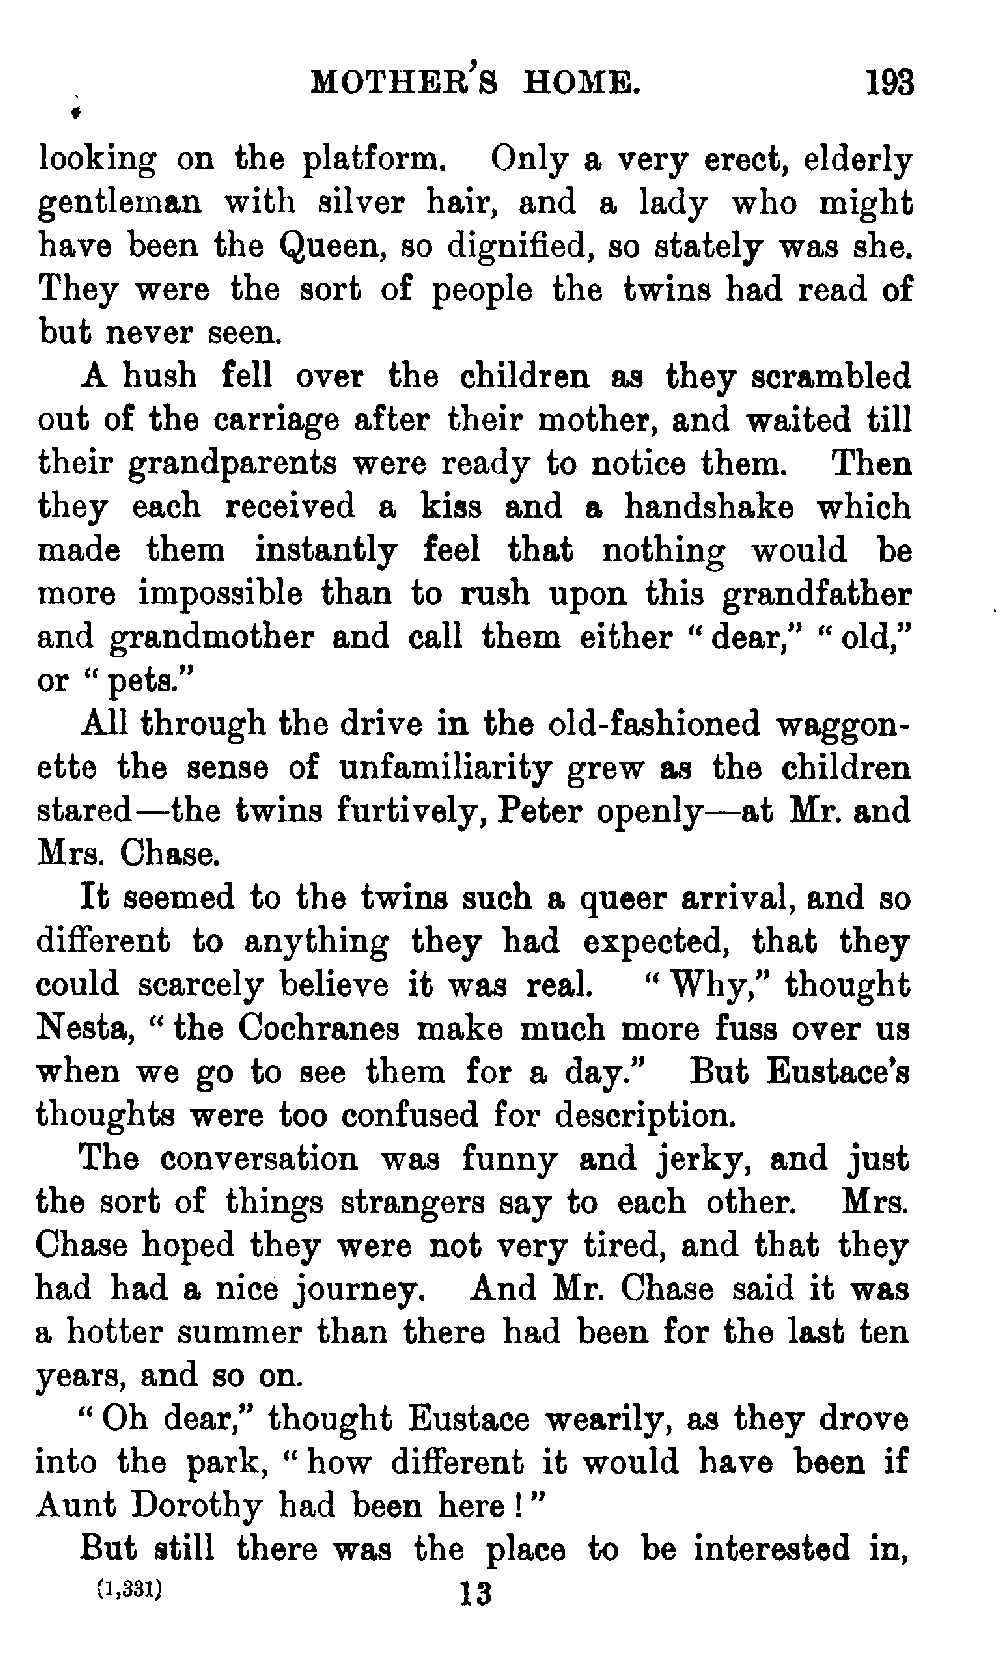 MOTHER'S HOME. 193
looking on the platform. Only a very erect, elderly
gentleman with silver hair, and a lady who might
have been the Queen, so dignified, so stately was she.
They were the sort of people the twins had read of
but never seen.
A hush fell over the children as they scrambled
out of the carriage after their mother, and waited till
their grandparents were ready to notice them. Then
they each received a kiss and a handshake which
made them instantly feel that nothing would be
more impossible than to rush upon this grandfather
and grandmother and call them either "dear," "old,"
or "pets."
All through the drive in the old-fashioned waggon-
ette the sense of unfamiliarity grew as the children
stared—the twins furtively, Peter openly—at Mr. and
Mrs. Chase.
It seemed to the twins such a queer arrival, and so
different to anything they had expected, that they
could scarcely believe it was real. "Why," thought
Nesta, "the Cochranes make much more fuss over us
when we go to see them for a day." But Eustace's
thoughts were too confused for description.
The conversation was funny and jerky, and just
the sort of things strangers say to each other. Mrs.
Chase hoped they were not very tired, and that they
had had a nice journey. And Mr. Chase said it was
a hotter summer than there had been for the last ten
years, and so on.
"Oh dear," thought Eustace wearily, as they drove
into the park, "how different it would have been if
Aunt Dorothy had been here!"
But still there was the place to be interested in,
(1,331) 13